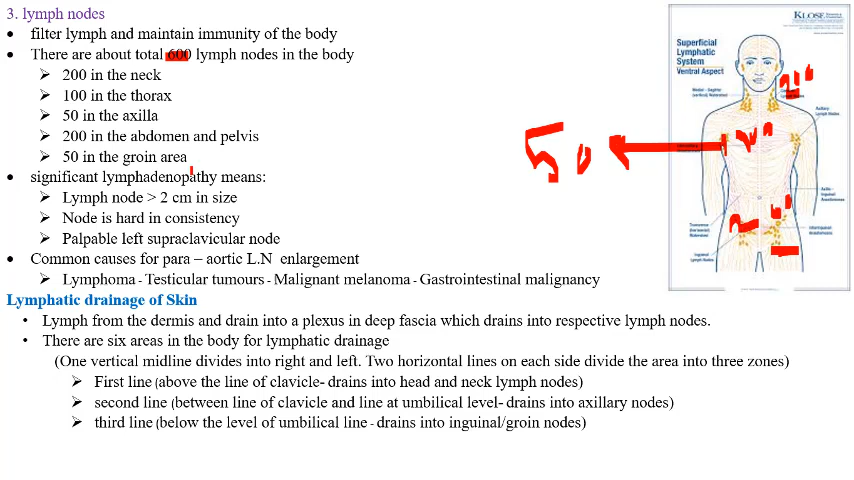 3. lymph nodes
• filter lymph and maintain immunity of the body
• There are about total 600 lymph nodes in the body
➢ 200 in the neck
➢ 100 in the thorax
➢ 50 in the axilla
➢ 200 in the abdomen and pelvis
➢ 50 in the groin area
• significant lymphadenopathy means:
➢ Lymph node > 2 cm in size
➢ Node is hard in consistency
➢ Palpable left supraclavicular node
• Common causes for para – aortic L.N enlargement
➢ Lymphoma - Testicular tumours - Malignant melanoma - Gastrointestinal malignancy
Lymphatic drainage of Skin
• Lymph from the dermis and drain into a plexus in deep fascia which drains into respective lymph nodes.
• There are six areas in the body for lymphatic drainage
(One vertical midline divides into right and left. Two horizontal lines on each side divide the area into three zones)
➢ First line (above the line of clavicle- drains into head and neck lymph nodes)
➢ second line (between line of clavicle and line at umbilical level- drains into axillary nodes)
➢ third line (below the level of umbilical line - drains into inguinal/groin nodes)
KLOSE
Superficial
Lymphatic
System
Ventral Aspect
Axillary
Lymph Nodes
Inguinal
Lymph Nodes
50